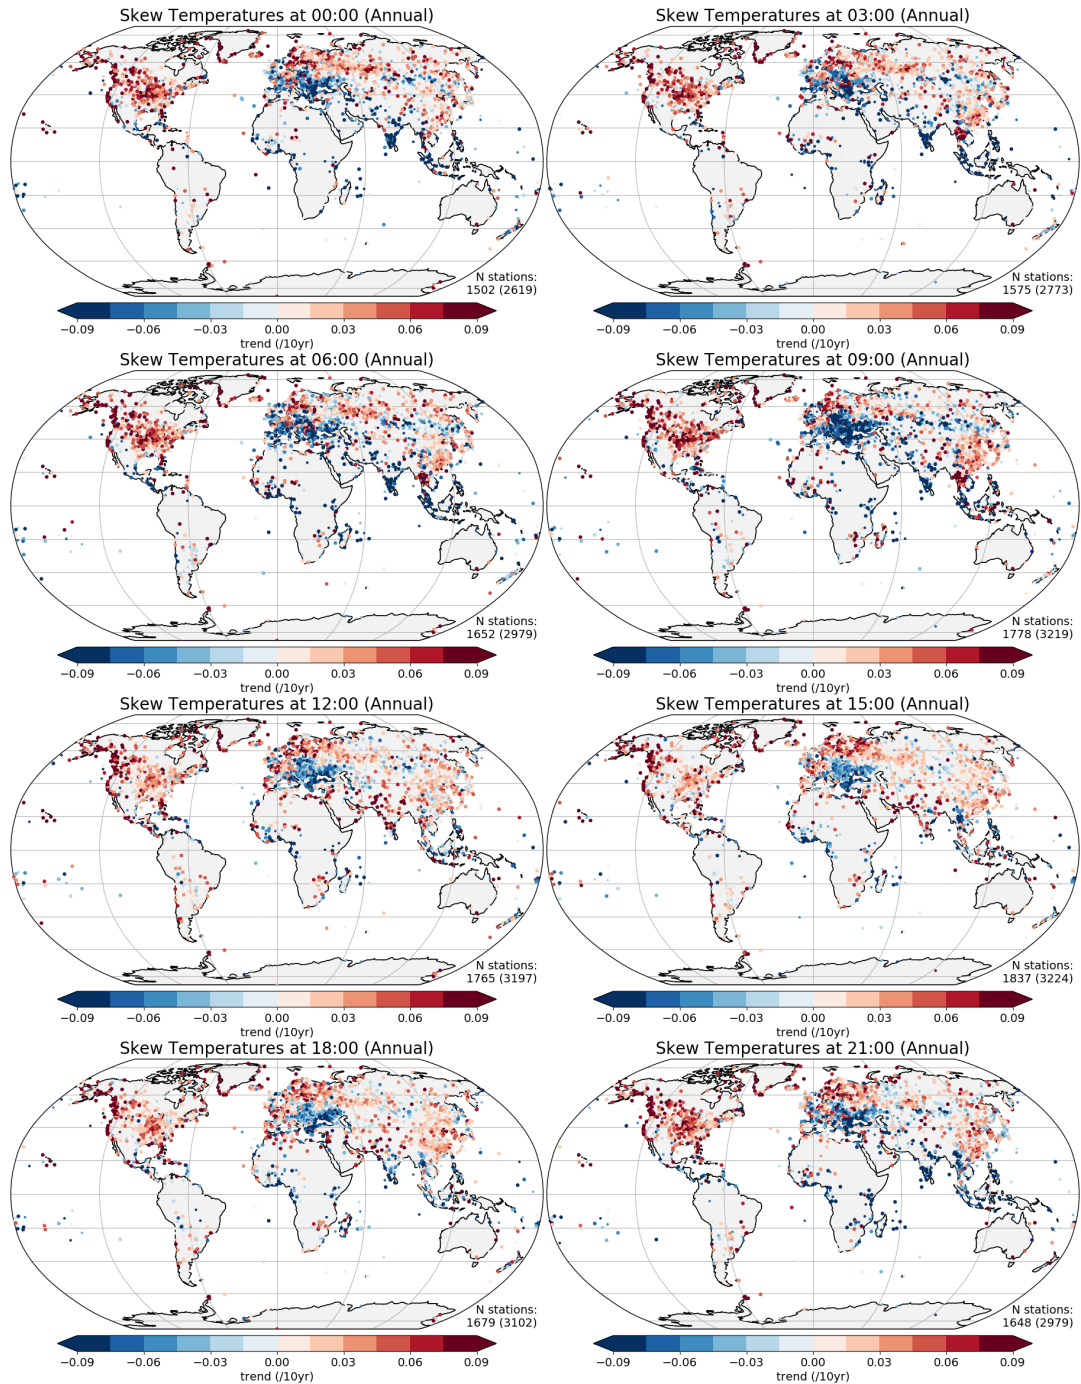 Skew Temperatures at 00:00 (Annual)
N stations:
1502 (2619)
−0.09 −0.06 −0.03 0.00 0.03 0.06 0.09
trend (/10yr)
Skew Temperatures at 03:00 (Annual)
N stations:
1575 (2773)
−0.09 −0.06 −0.03 0.00 0.03 0.06 0.09
trend (/10yr)
Skew Temperatures at 06:00 (Annual)
N stations:
1652 (2979)
−0.09 −0.06 −0.03 0.00 0.03 0.06 0.09
trend (/10yr)
Skew Temperatures at 09:00 (Annual)
N stations:
1778 (3219)
−0.09 −0.06 −0.03 0.00 0.03 0.06 0.09
trend (/10yr)
Skew Temperatures at 12:00 (Annual)
N stations:
1765 (3197)
−0.09 −0.06 −0.03 0.00 0.03 0.06 0.09
trend (/10yr)
Skew Temperatures at 15:00 (Annual)
N stations:
1837 (3224)
−0.09 −0.06 −0.03 0.00 0.03 0.06 0.09
trend (/10yr)
Skew Temperatures at 18:00 (Annual)
N stations:
1679 (3102)
−0.09 −0.06 −0.03 0.00 0.03 0.06 0.09
trend (/10yr)
Skew Temperatures at 21:00 (Annual)
N stations:
1648 (2979)
−0.09 −0.06 −0.03 0.00 0.03 0.06 0.09
trend (/10yr)